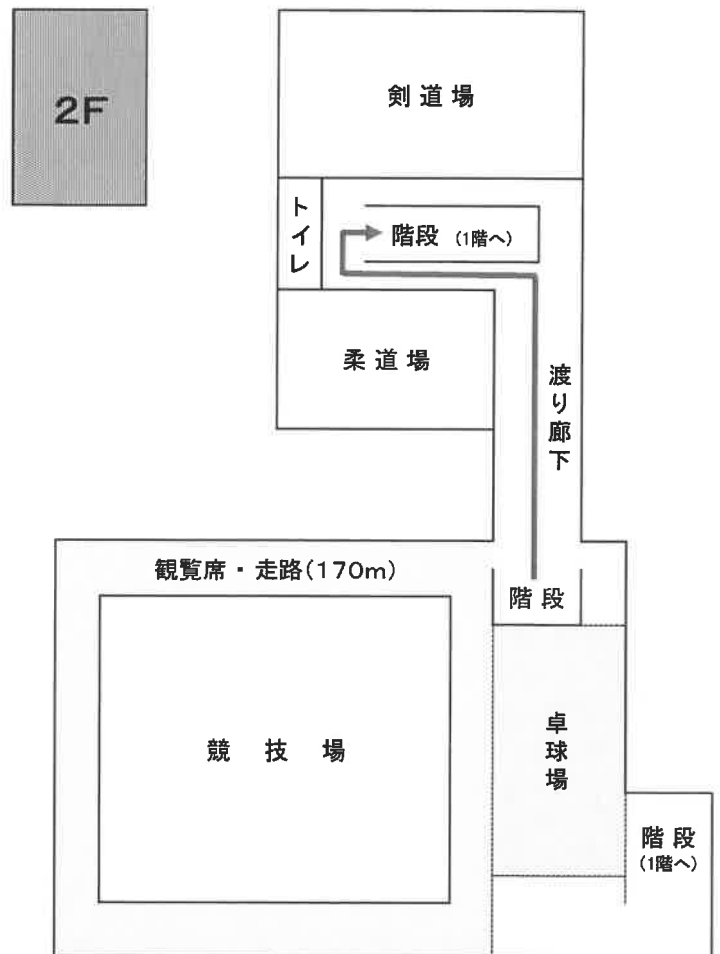 2F
剣道場
トイレ
階段 (1階へ)
柔道場
渡り廊下
観覧席・走路(170m)
階段
競技場
卓球場
階段
(1階へ)